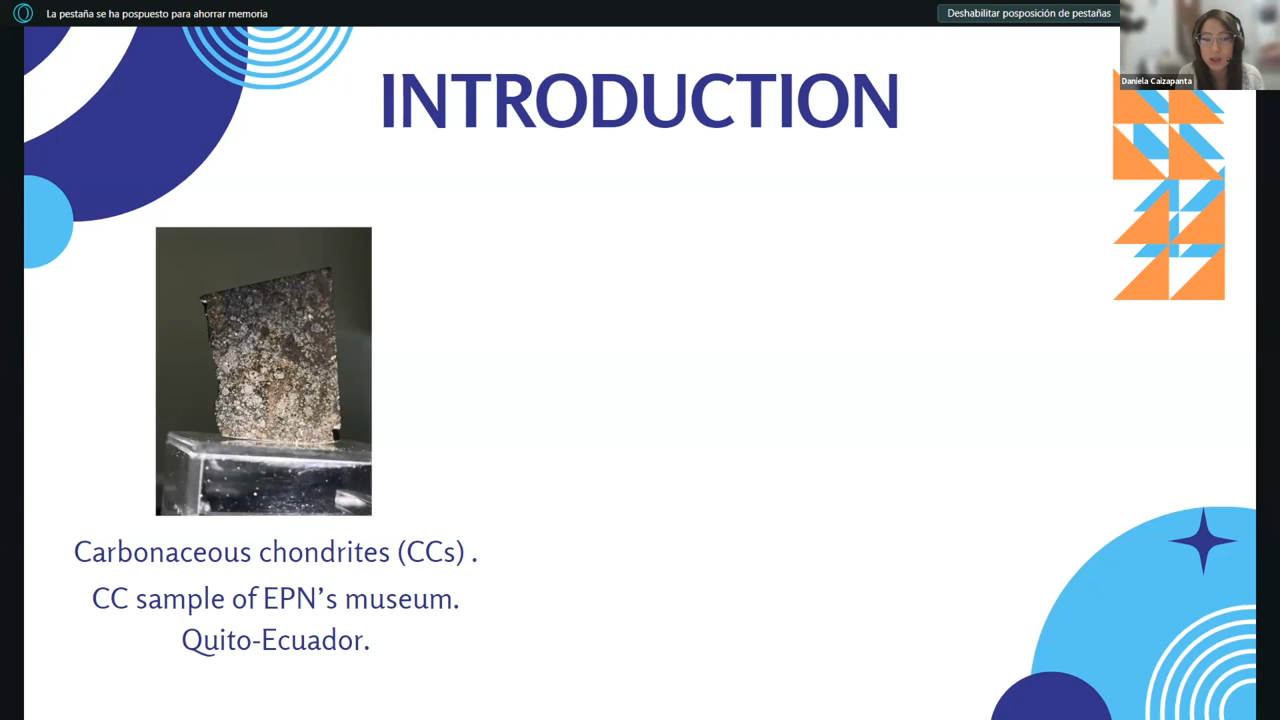 La pestaña se ha pospuesto para ahorrar memoria
Deshabilitar posposición de pestañas
Daniela Caizapanta
INTRODUCTION
Carbonaceous chondrites (CCs) .
CC sample of EPN’s museum.
Quito-Ecuador.